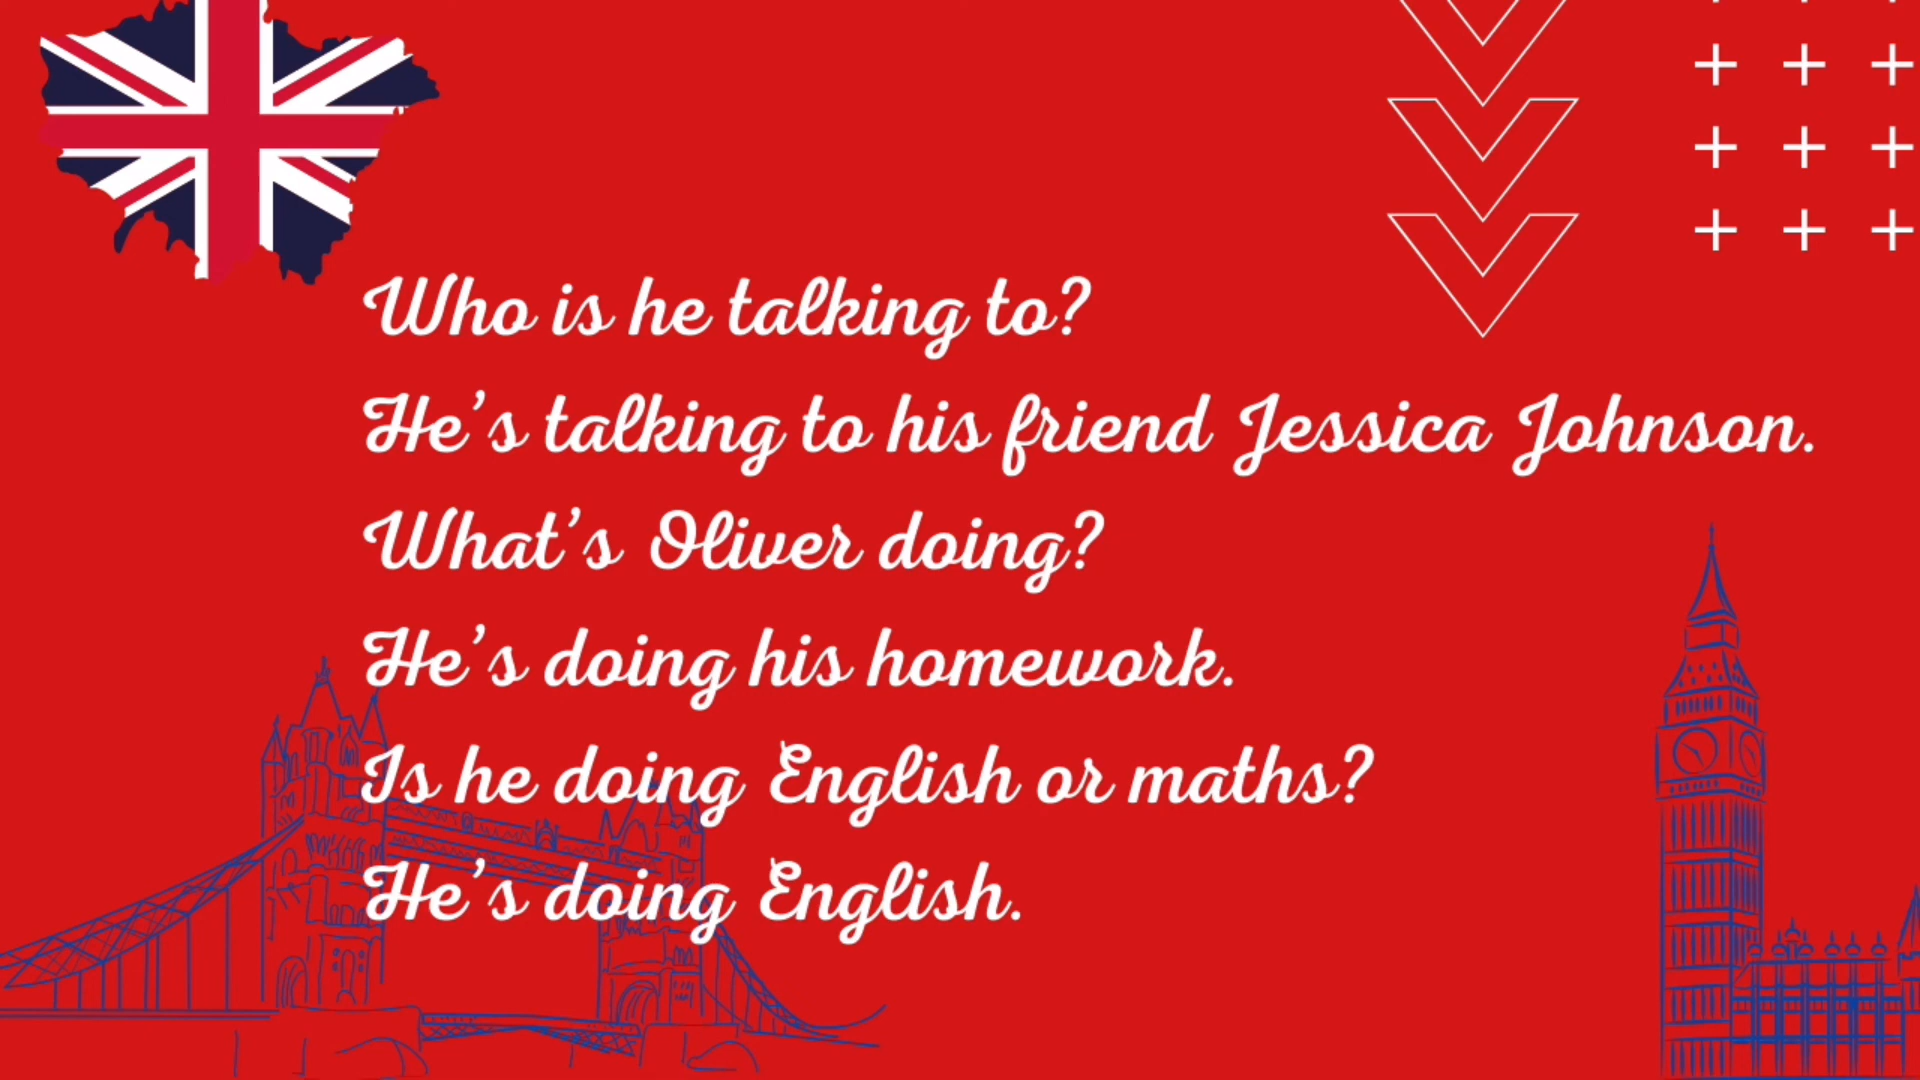 Who is he talking to?
He's talking to his friend Jessica Johnson.
What's Oliver doing?
He's doing his homework.
Is he doing English or maths?
He's doing English.